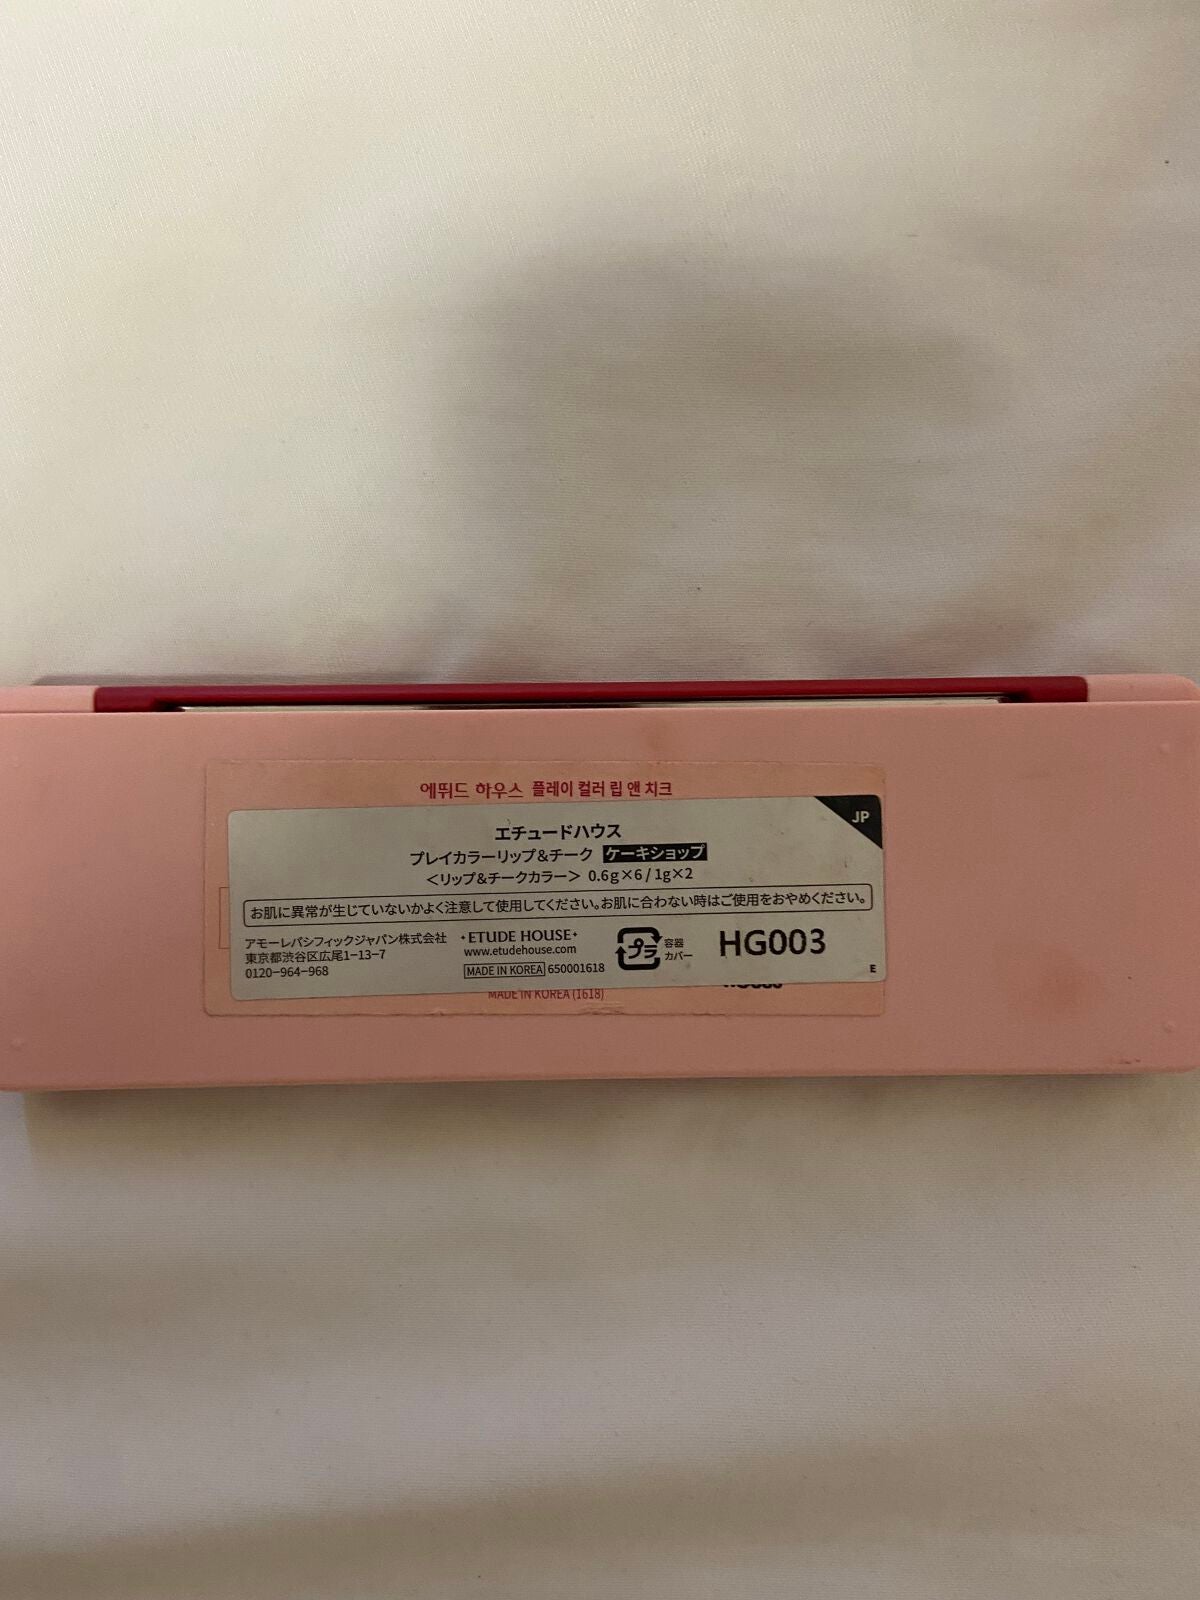 에뛰드 하우스 플레이 컬러 립 앤 치크
JP
エチュードハウス
プレイカラーリップ&チーク ケーキショップ
<リップ&チークカラー> 0.6g×6/1g×2
お肌に異常が生じていないかよく注意して使用してください。お肌に合わない時はご使用をおやめください。
アモーレパシフィックジャパン株式会社
東京都渋谷区広尾1-13-7
0120-964-968
ETUDE HOUSE
www.etudehouse.com
MADE IN KOREA 650001618
プラ
容器
カバー
HG003
E
MADE IN KOREA (1618)